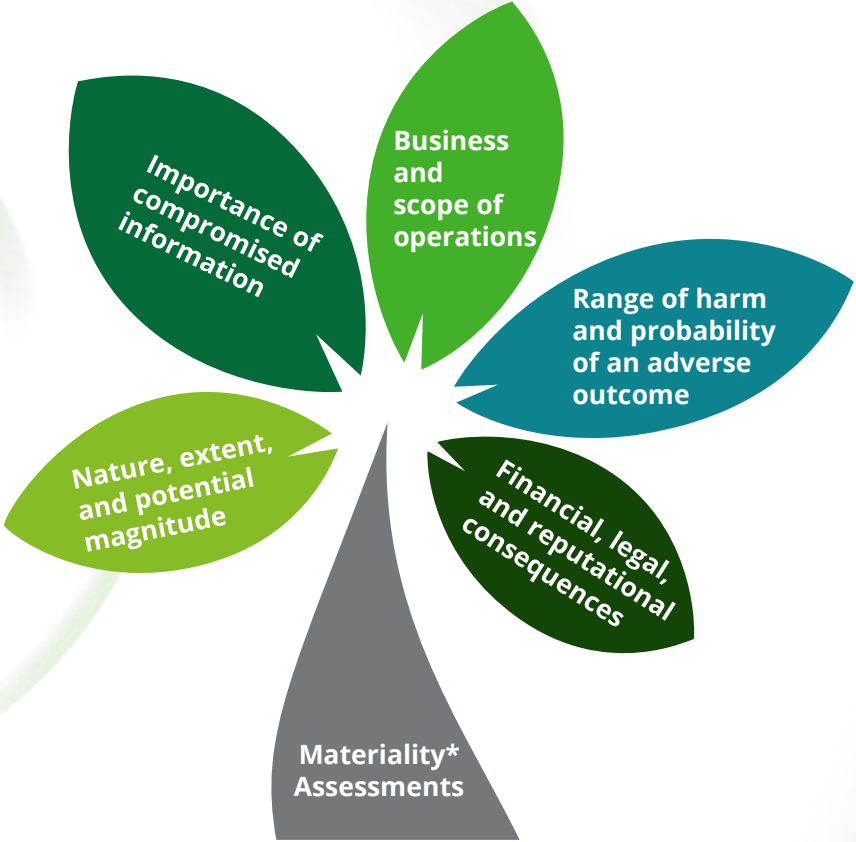 Business
and
scope of
operations
Importance of
compromised
information
Range of harm
and probability
of an adverse
outcome
Nature, extent,
and potential
magnitude
Financial, legal,
and reputational
consequences
Materiality*
Assessments